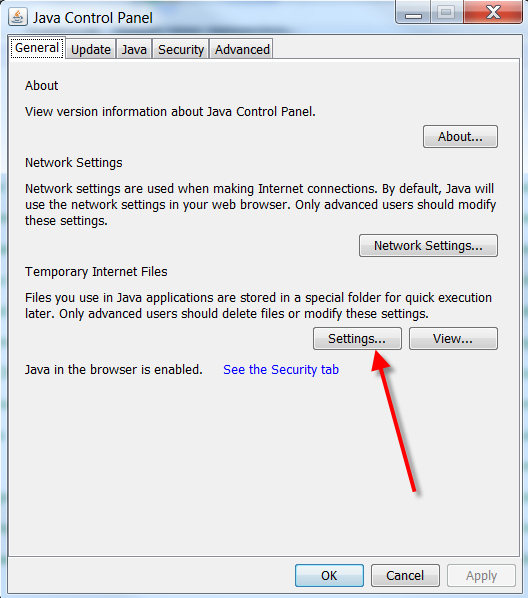 Java Control Panel
General Update Java Security Advanced
About
View version information about Java Control Panel.
About...
Network Settings
Network settings are used when making Internet connections. By default, Java will
use the network settings in your web browser. Only advanced users should modify
these settings.
Network Settings...
Temporary Internet Files
Files you use in Java applications are stored in a special folder for quick execution
later. Only advanced users should delete files or modify these settings.
Settings... View...
Java in the browser is enabled. See the Security tab
OK Cancel Apply